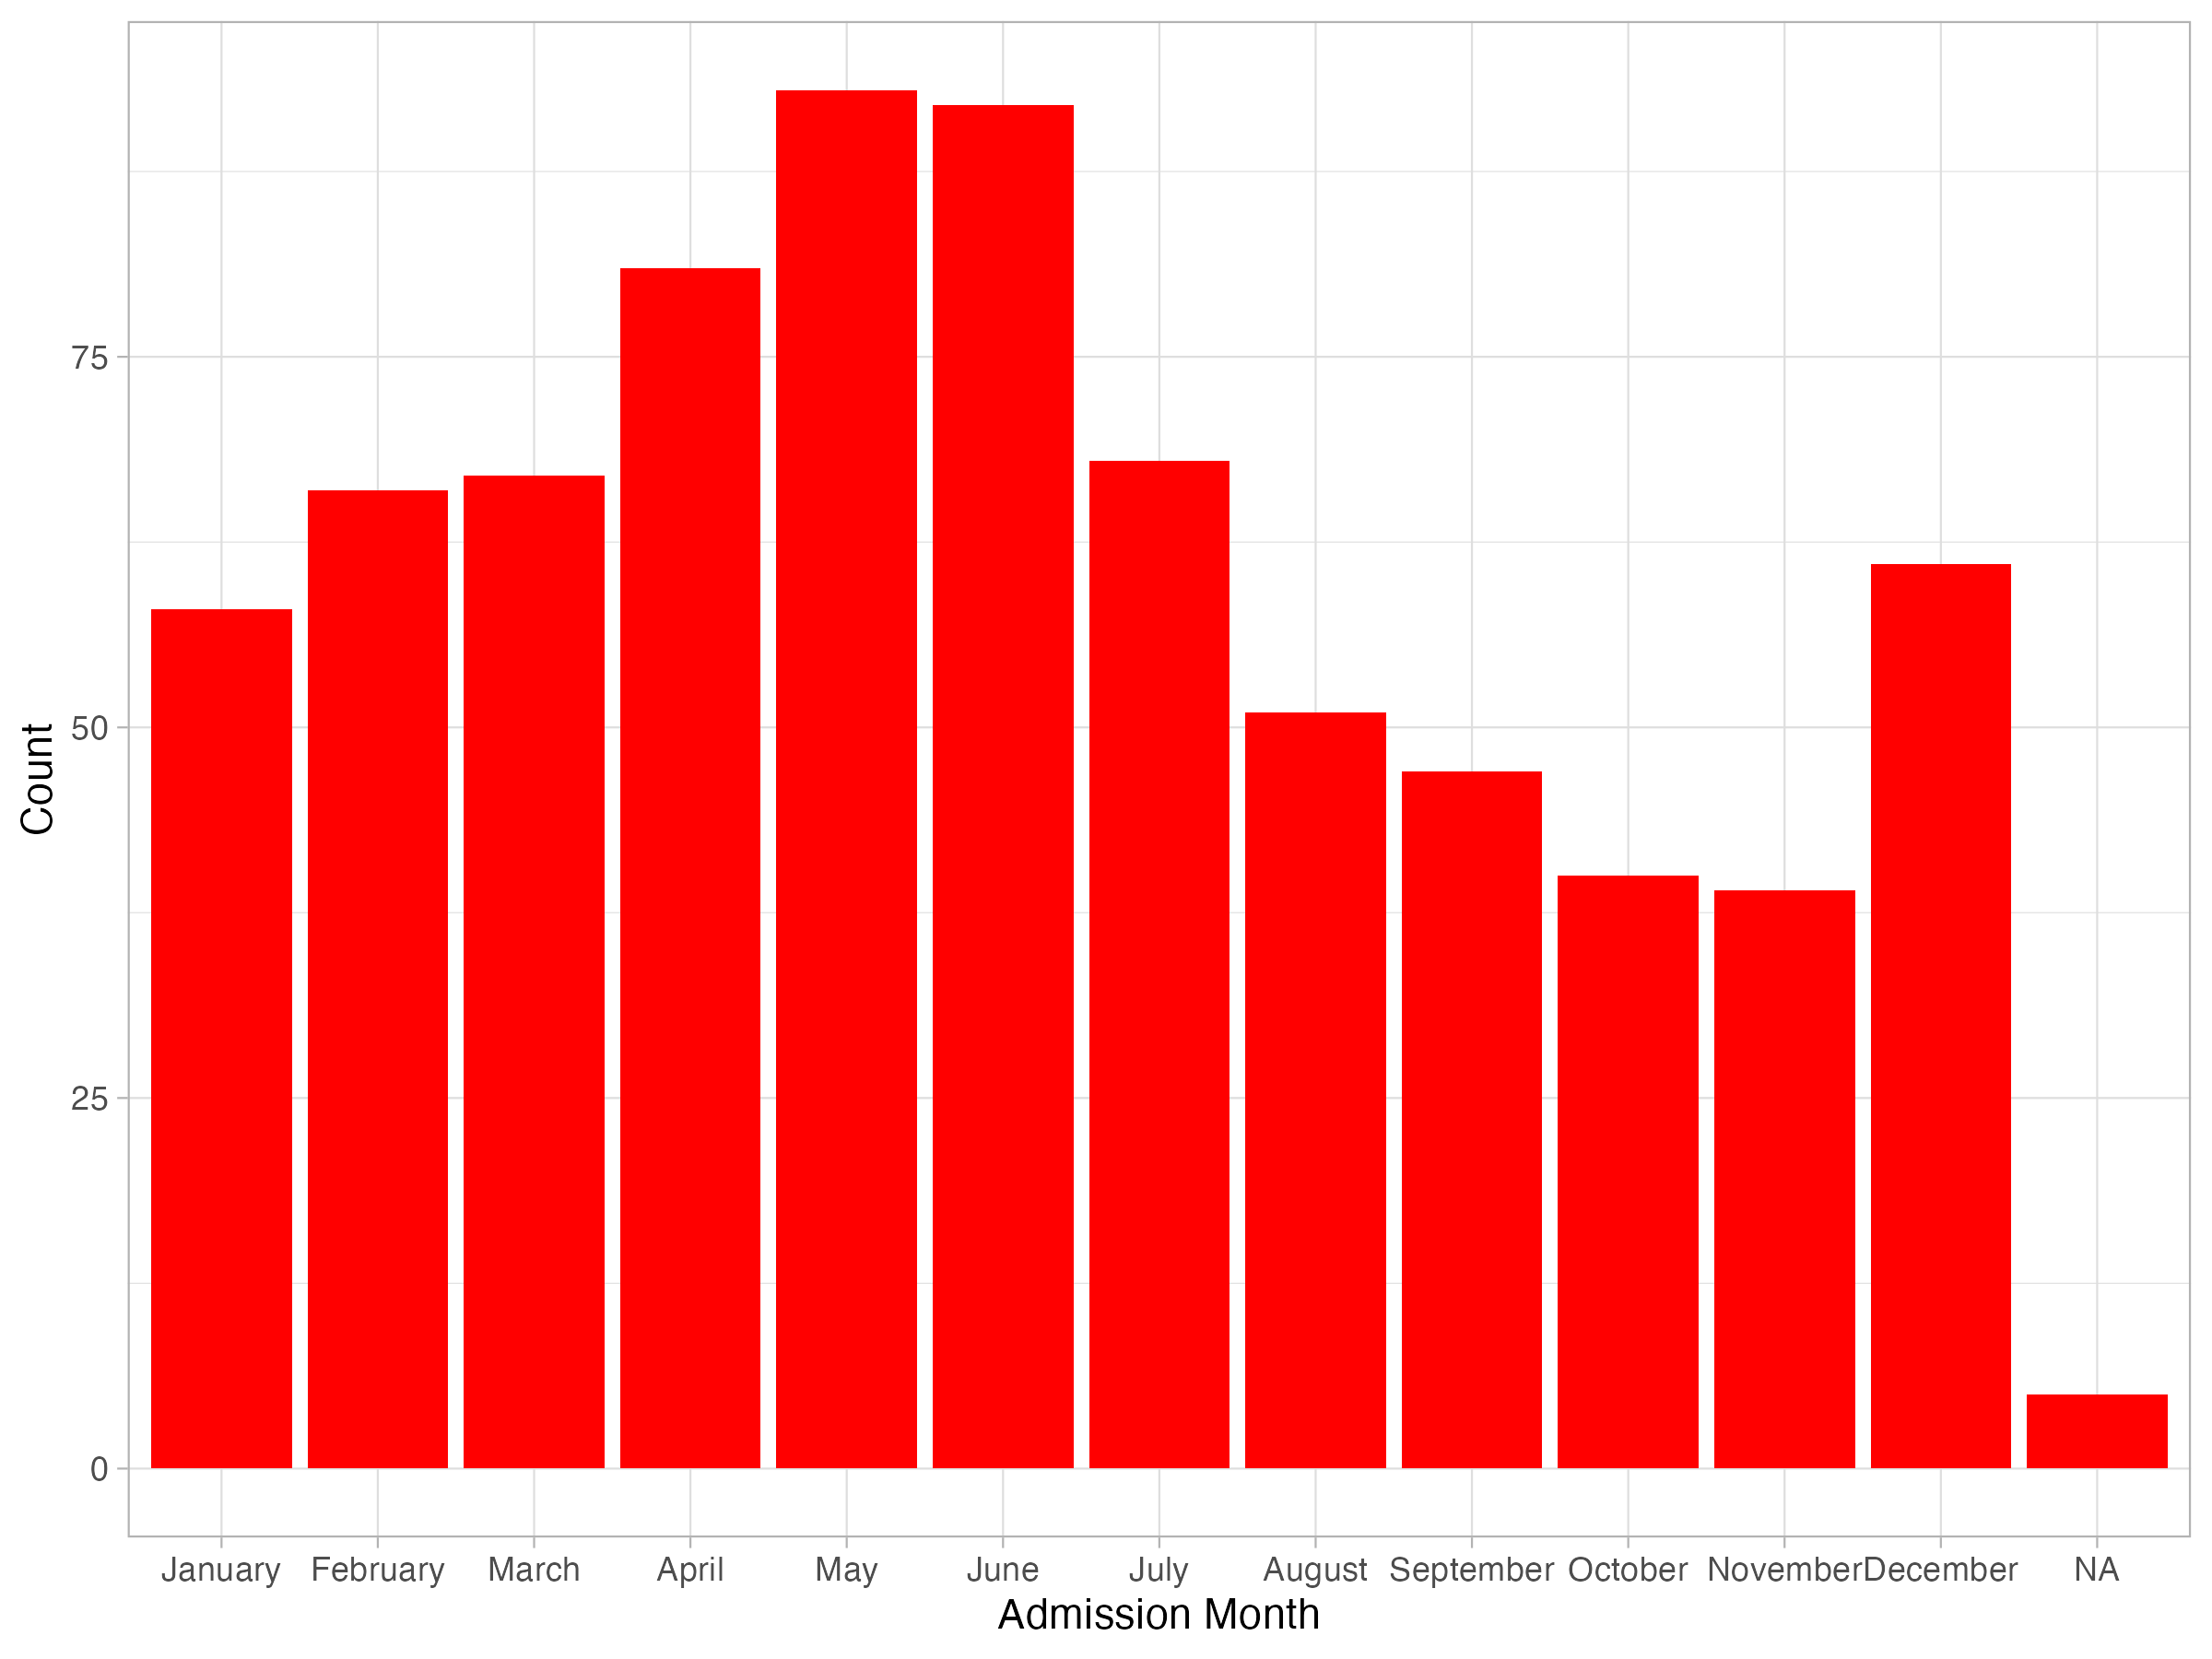 Count
75
50
25
0
January February March April May June July August September October November December NA
Admission Month